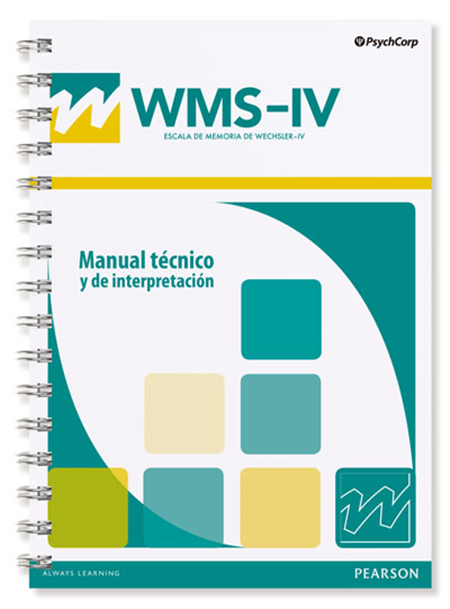 PsychCorp
WMS–IV
ESCALA DE MEMORIA DE WECHSLER–IV
Manual técnico
y de interpretación
ALWAYS LEARNING
PEARSON